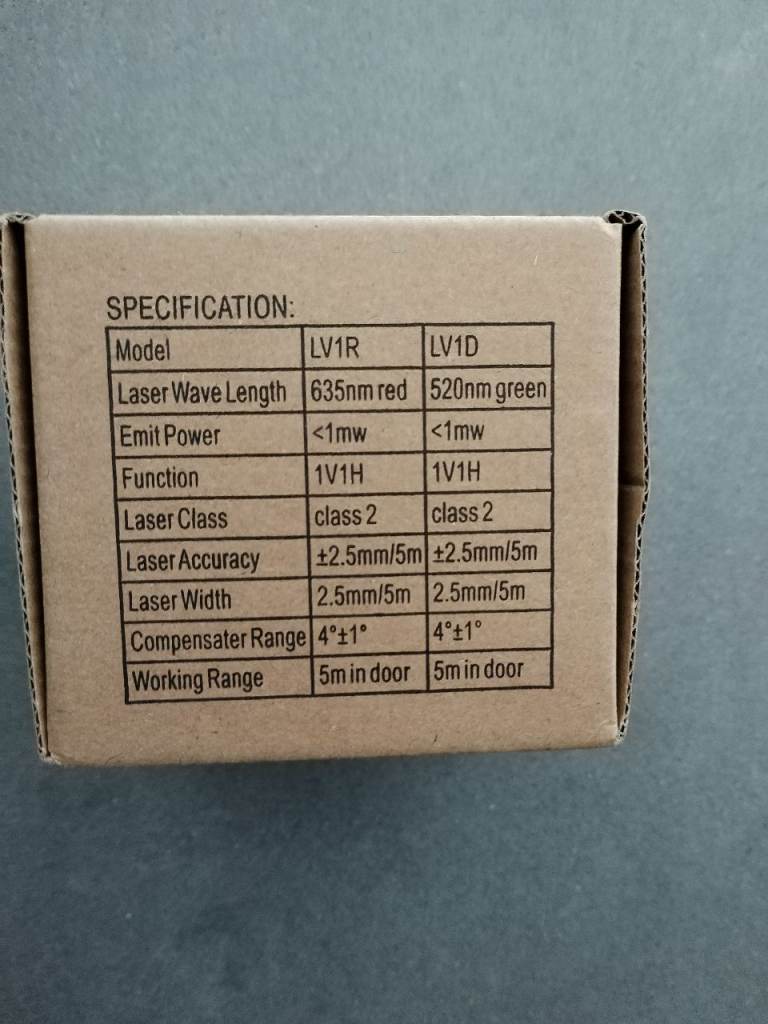 SPECIFICATION:
Model LV1R LV1D
Laser Wave Length 635nm red 520nm green
Emit Power <1mw <1mw
Function 1V1H 1V1H
Laser Class class 2 class 2
Laser Accuracy ±2.5mm/5m ±2.5mm/5m
Laser Width 2.5mm/5m 2.5mm/5m
Compensater Range 4°±1° 4°±1°
Working Range 5m in door 5m in door